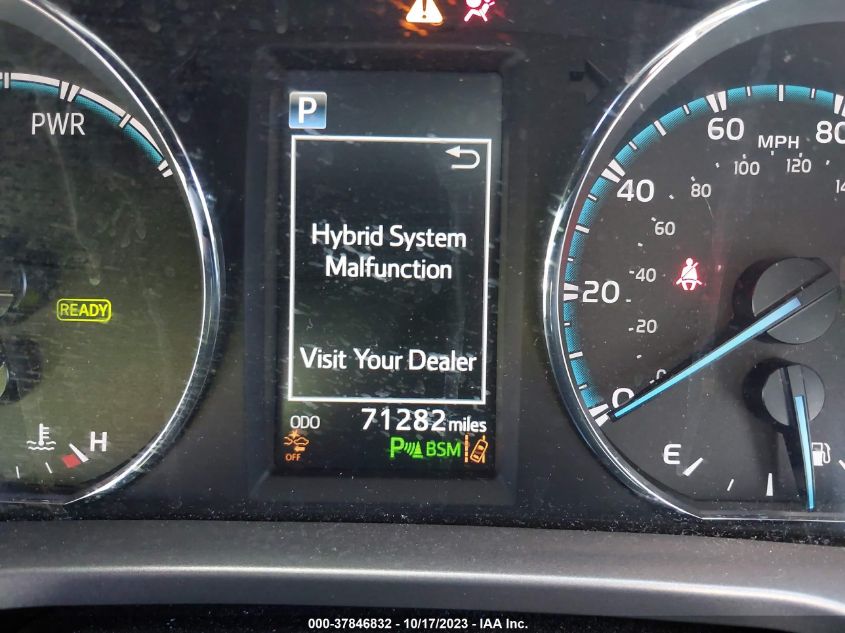 P
PWR
Hybrid System
Malfunction
Visit Your Dealer
READY
ODO 71282 miles
OFF
P BSM
H
MPH
0
20
40
60
80
20
40
60
80
100
120
E
000-37846832 - 10/17/2023 - IAA Inc.